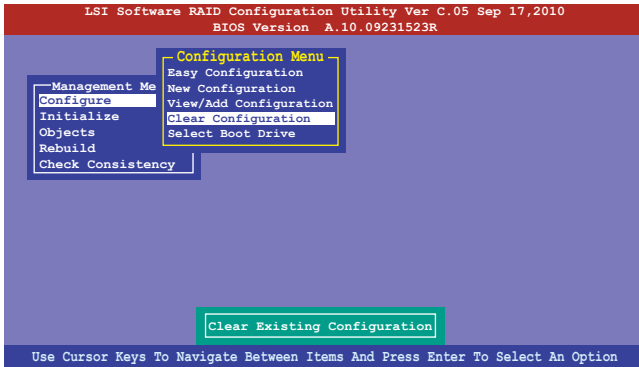 LSI Software RAID Configuration Utility Ver C.05 Sep 17,2010
BIOS Version A.10.09231523R
Configuration Menu
Easy Configuration
New Configuration
View/Add Configuration
Clear Configuration
Select Boot Drive
Management Me
Configure
Initialize
Objects
Rebuild
Check Consistency
Clear Existing Configuration
Use Cursor Keys To Navigate Between Items And Press Enter To Select An Option